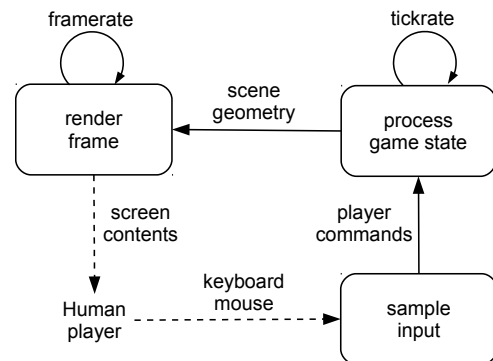 framerate
tickrate
render
frame
scene
geometry
process
game state
screen
contents
player
commands
Human
player
keyboard
mouse
sample
input